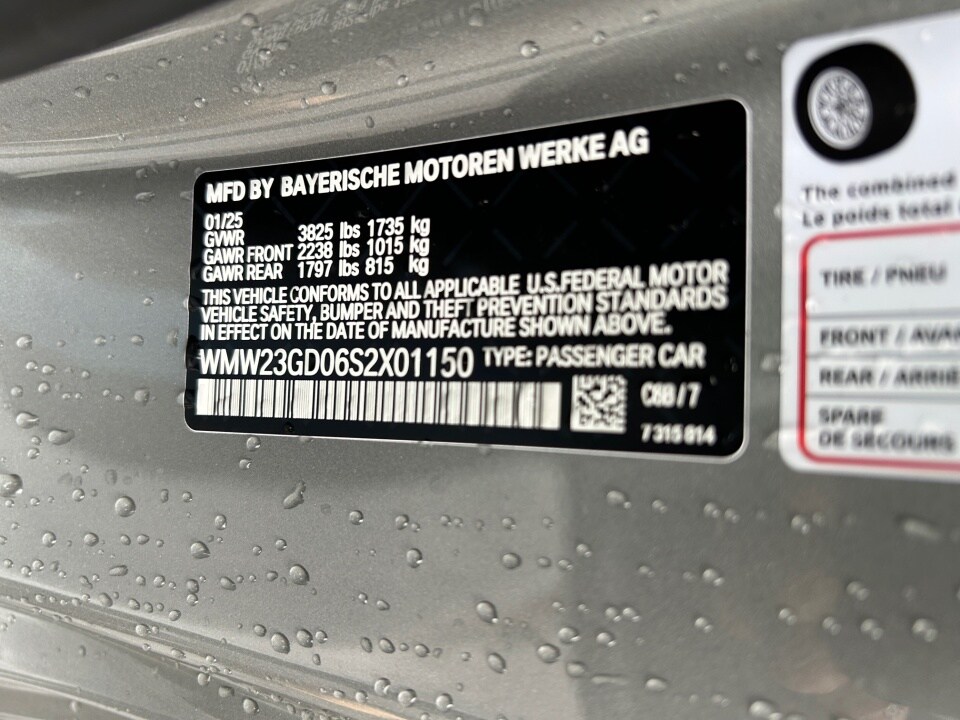 MFD BY BAYERISCHE MOTOREN WERKE AG
01/25
GVWR 3825 lbs 1735 kg
GAWR FRONT 2238 lbs 1015 kg
GAWR REAR 1797 lbs 815 kg
THIS VEHICLE CONFORMS TO ALL APPLICABLE U.S.FEDERAL MOTOR
VEHICLE SAFETY, BUMPER AND THEFT PREVENTION STANDARDS
IN EFFECT ON THE DATE OF MANUFACTURE SHOWN ABOVE.
WMW23GD06S2X01150 TYPE: PASSENGER CAR
C6B / 7
7 315 814
The combined
Le poids total
TIRE / PNEU
FRONT / AVA
REAR / ARRIÈ
SPARE
DE SECOURS